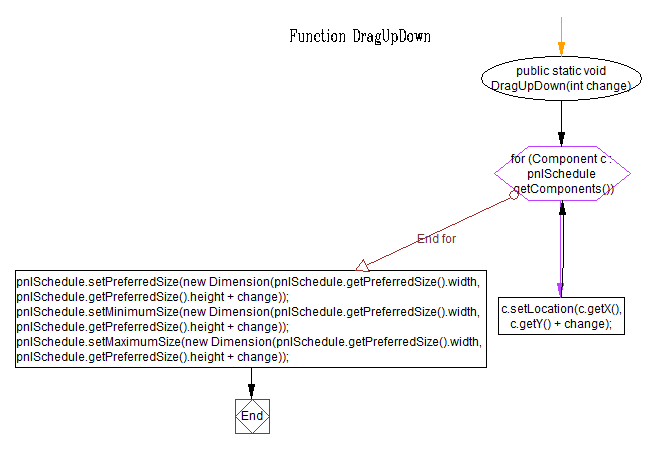 Function DragUpDown
public static void
DragUpDown(int change)
for (Component c :
pnlSchedule
getComponents())
End for
pnlSchedule.setPreferredSize(new Dimension(pnlSchedule.getPreferredSize().width,
pnlSchedule.getPreferredSize().height + change));
pnlSchedule.setMinimumSize(new Dimension(pnlSchedule.getPreferredSize().width,
pnlSchedule.getPreferredSize().height + change));
pnlSchedule.setMaximumSize(new Dimension(pnlSchedule.getPreferredSize().width,
pnlSchedule.getPreferredSize().height + change));
c.setLocation(c.getX(),
c.getY() + change);
End